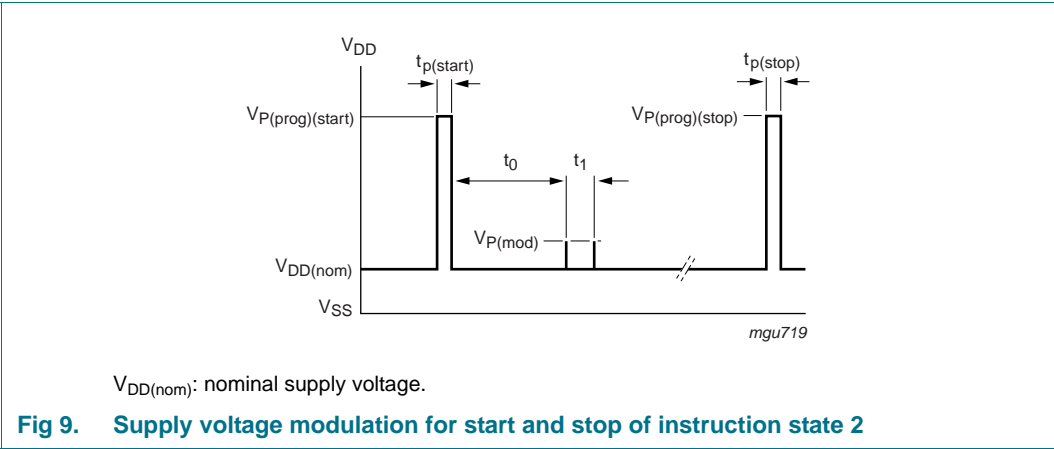 VDD
tp(start)
tp(stop)
VP(prog)(start)
VP(prog)(stop)
t0
t1
VP(mod)
VDD(nom)
VSS
mgu719
VDD(nom): nominal supply voltage.
Fig 9. Supply voltage modulation for start and stop of instruction state 2